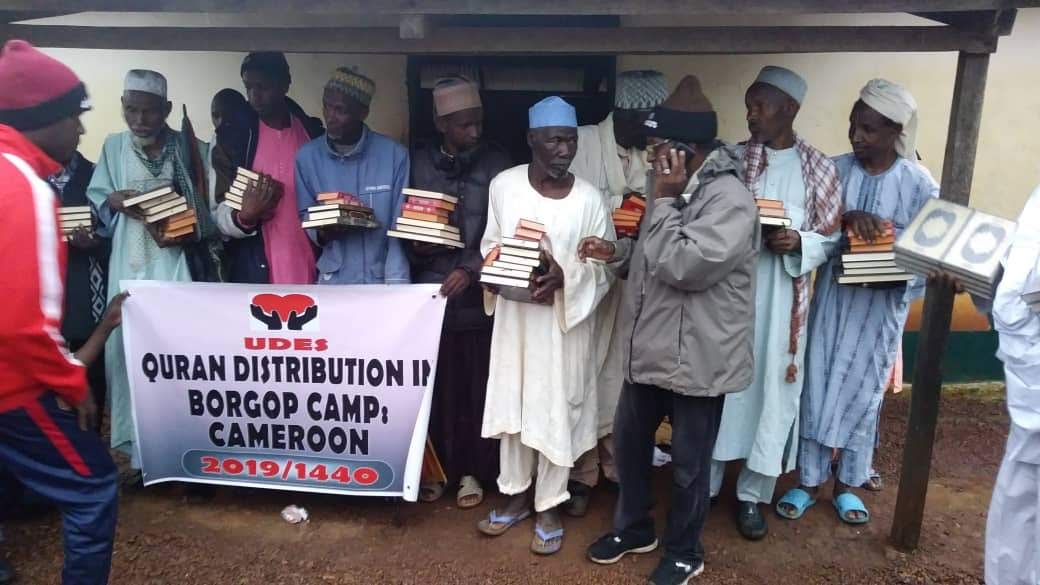 UDES
QURAN DISTRIBUTION IN
BORGOP CAMP:
CAMEROON
2019/1440